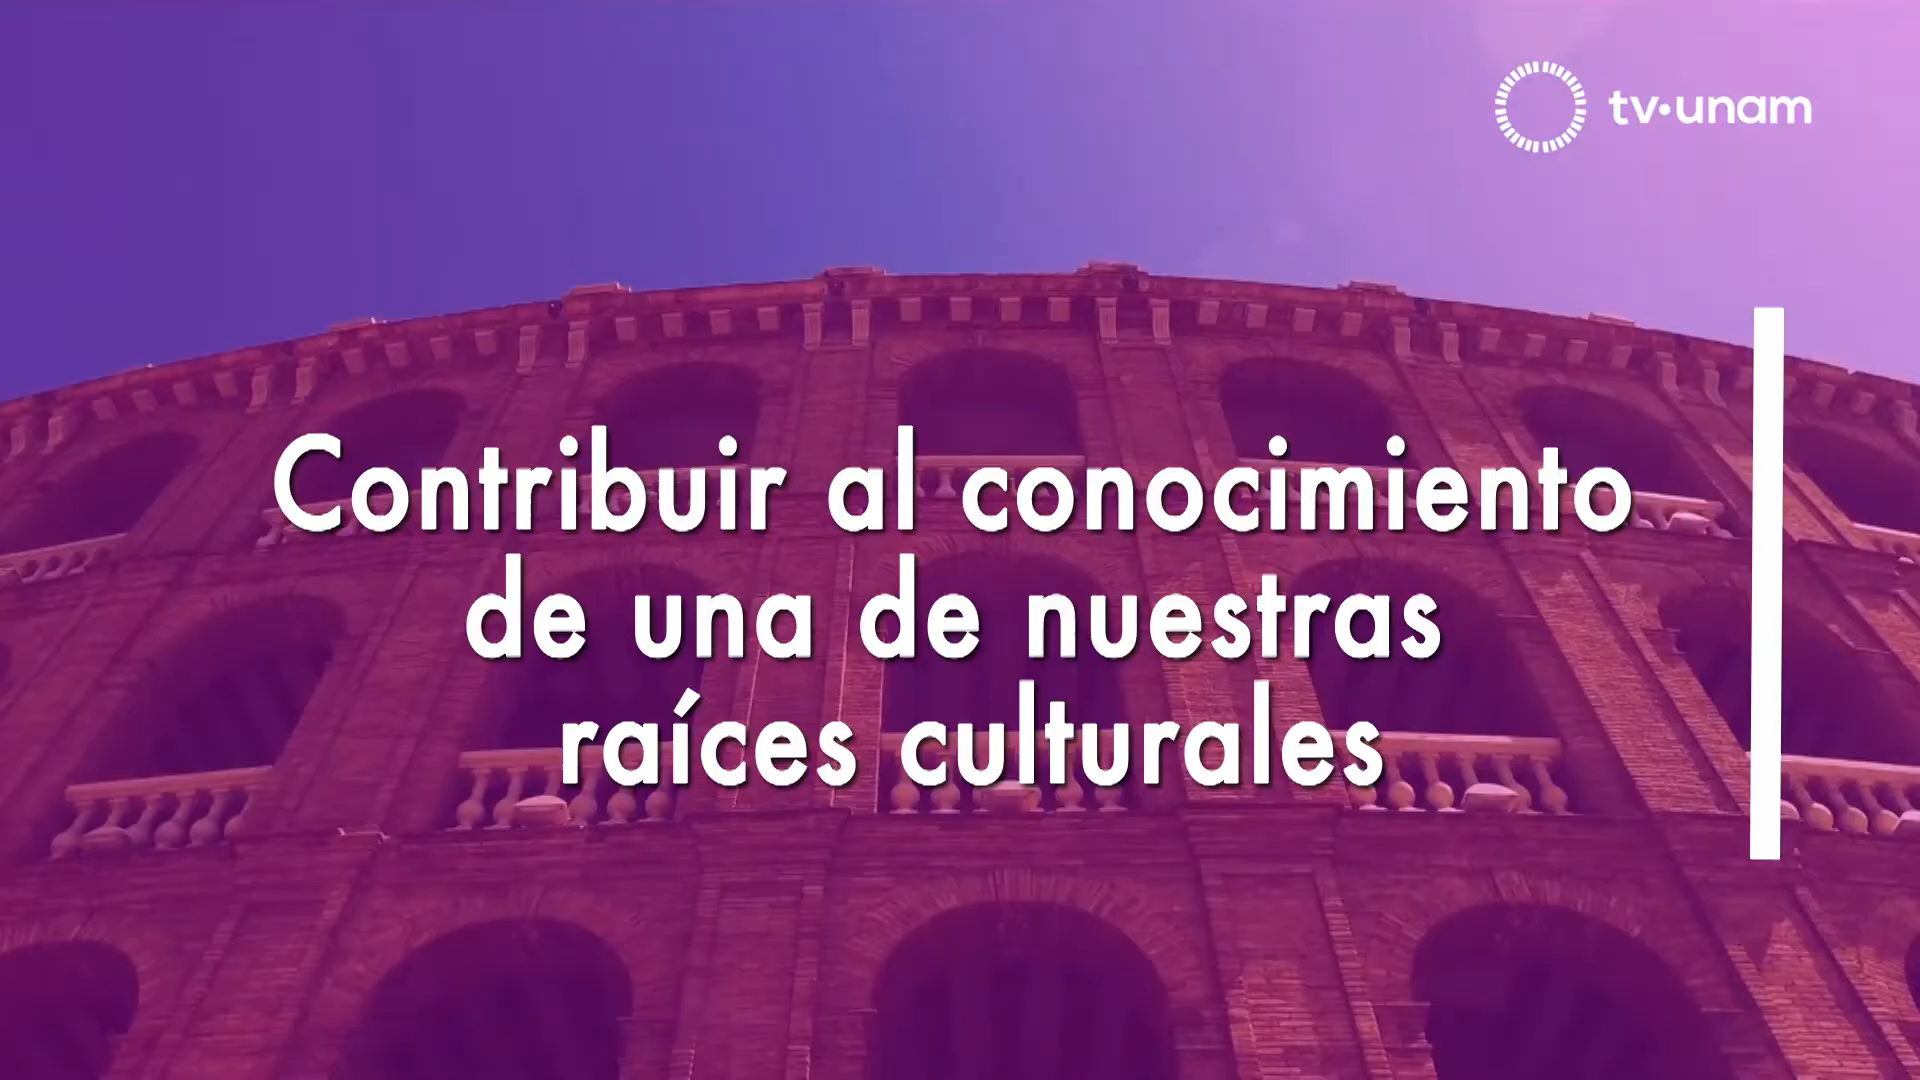 tv·unam
Contribuir al conocimiento
de una de nuestras
raíces culturales